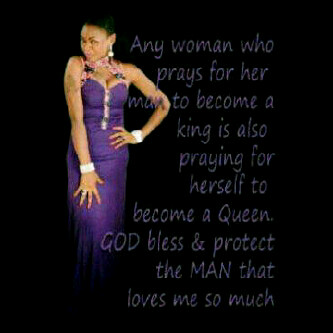 Any woman who
prays for her
man to become a
king is also
praying for
herself to
become a Queen.
GOD bless & protect
the MAN that
loves me so much